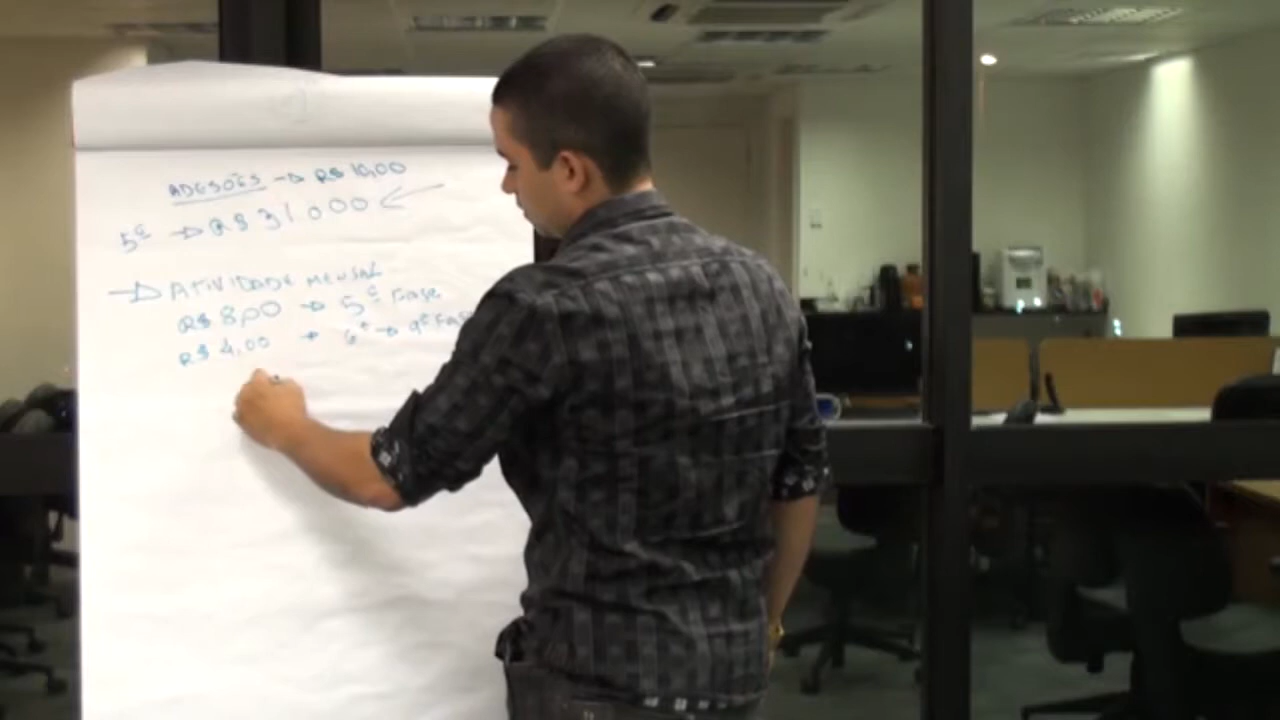 ADESÕES → R$ 10,00
5ª → R$ 31.000 ←
→ ATIVIDADE MENSAL
R$ 8,00 → 5ª FASE
R$ 4,00 → 6ª → 9ª FASE